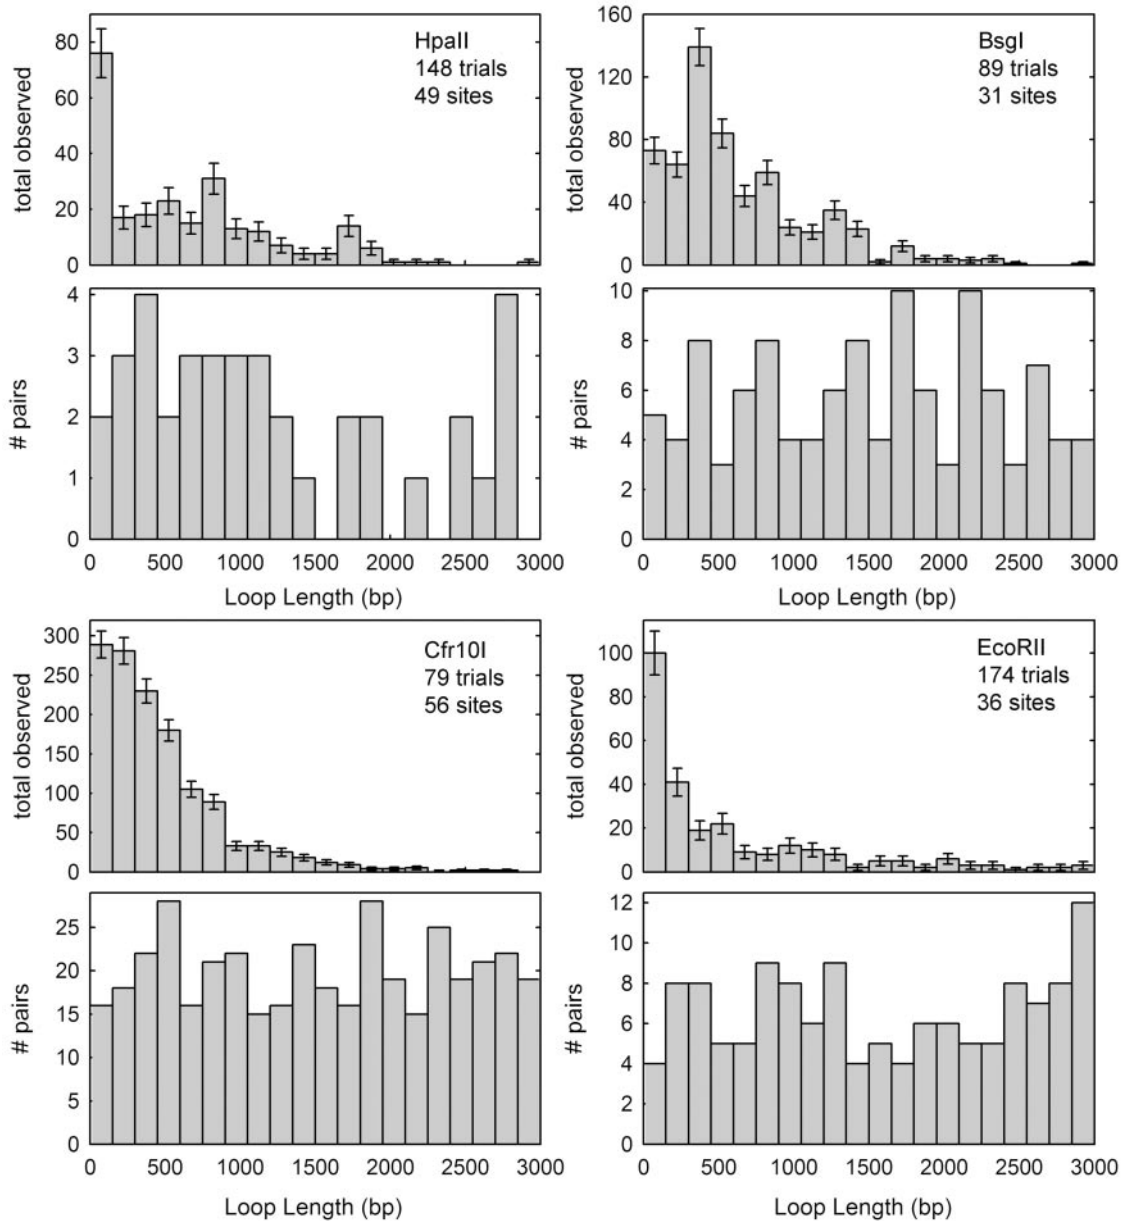 total observed
80
60
40
20
0
HpaII
148 trials
49 sites
# pairs
4
3
2
1
0
0 500 1000 1500 2000 2500 3000
Loop Length (bp)
total observed
160
120
80
40
0
BsgI
89 trials
31 sites
# pairs
10
8
6
4
2
0
0 500 1000 1500 2000 2500 3000
Loop Length (bp)
total observed
300
250
200
150
100
50
0
Cfr10I
79 trials
56 sites
# pairs
25
20
15
10
5
0
0 500 1000 1500 2000 2500 3000
Loop Length (bp)
total observed
100
80
60
40
20
0
EcoRII
174 trials
36 sites
# pairs
12
10
8
6
4
2
0
0 500 1000 1500 2000 2500 3000
Loop Length (bp)